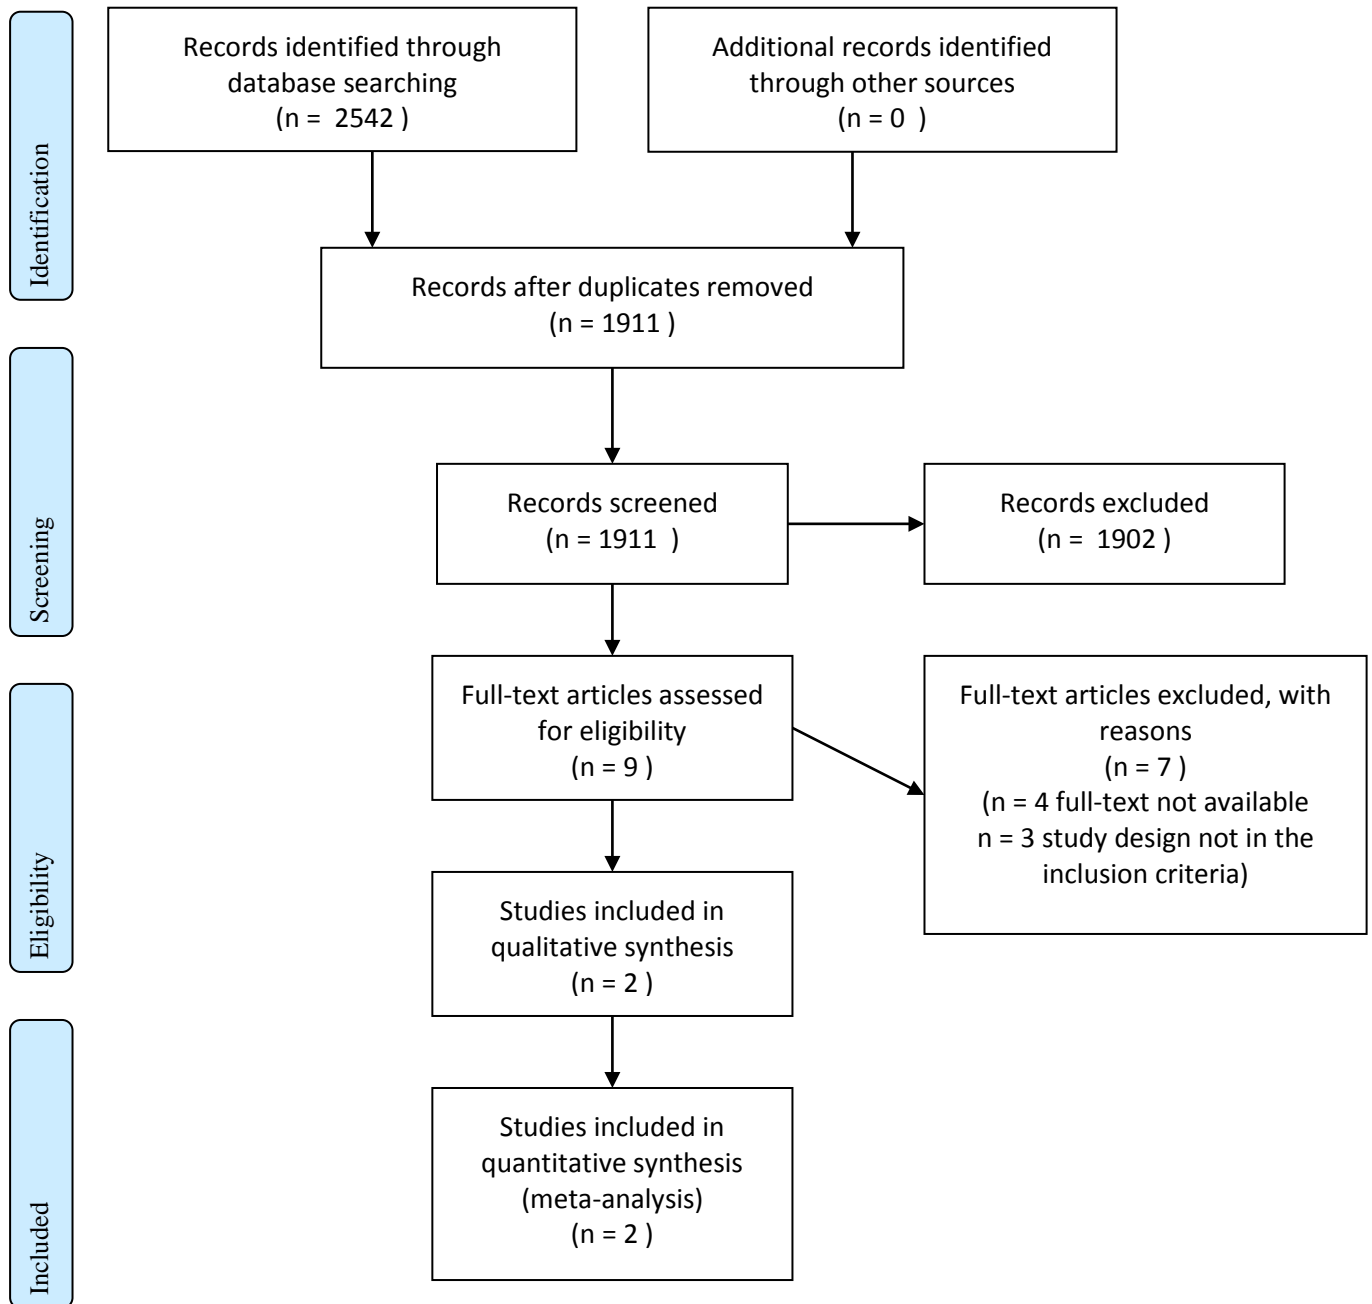 Identification
Records identified through
database searching
(n =  2542 )
Additional records identified
through other sources
(n = 0  )
Records after duplicates removed
(n = 1911 )
Screening
Records screened
(n = 1911  )
Records excluded
(n =  1902 )
Eligibility
Full-text articles assessed
for eligibility
(n = 9 )
Full-text articles excluded, with
reasons
(n = 7 )
(n = 4 full-text not available
n = 3 study design not in the
inclusion criteria)
Studies included in
qualitative synthesis
(n = 2 )
Included
Studies included in
quantitative synthesis
(meta-analysis)
(n = 2 )